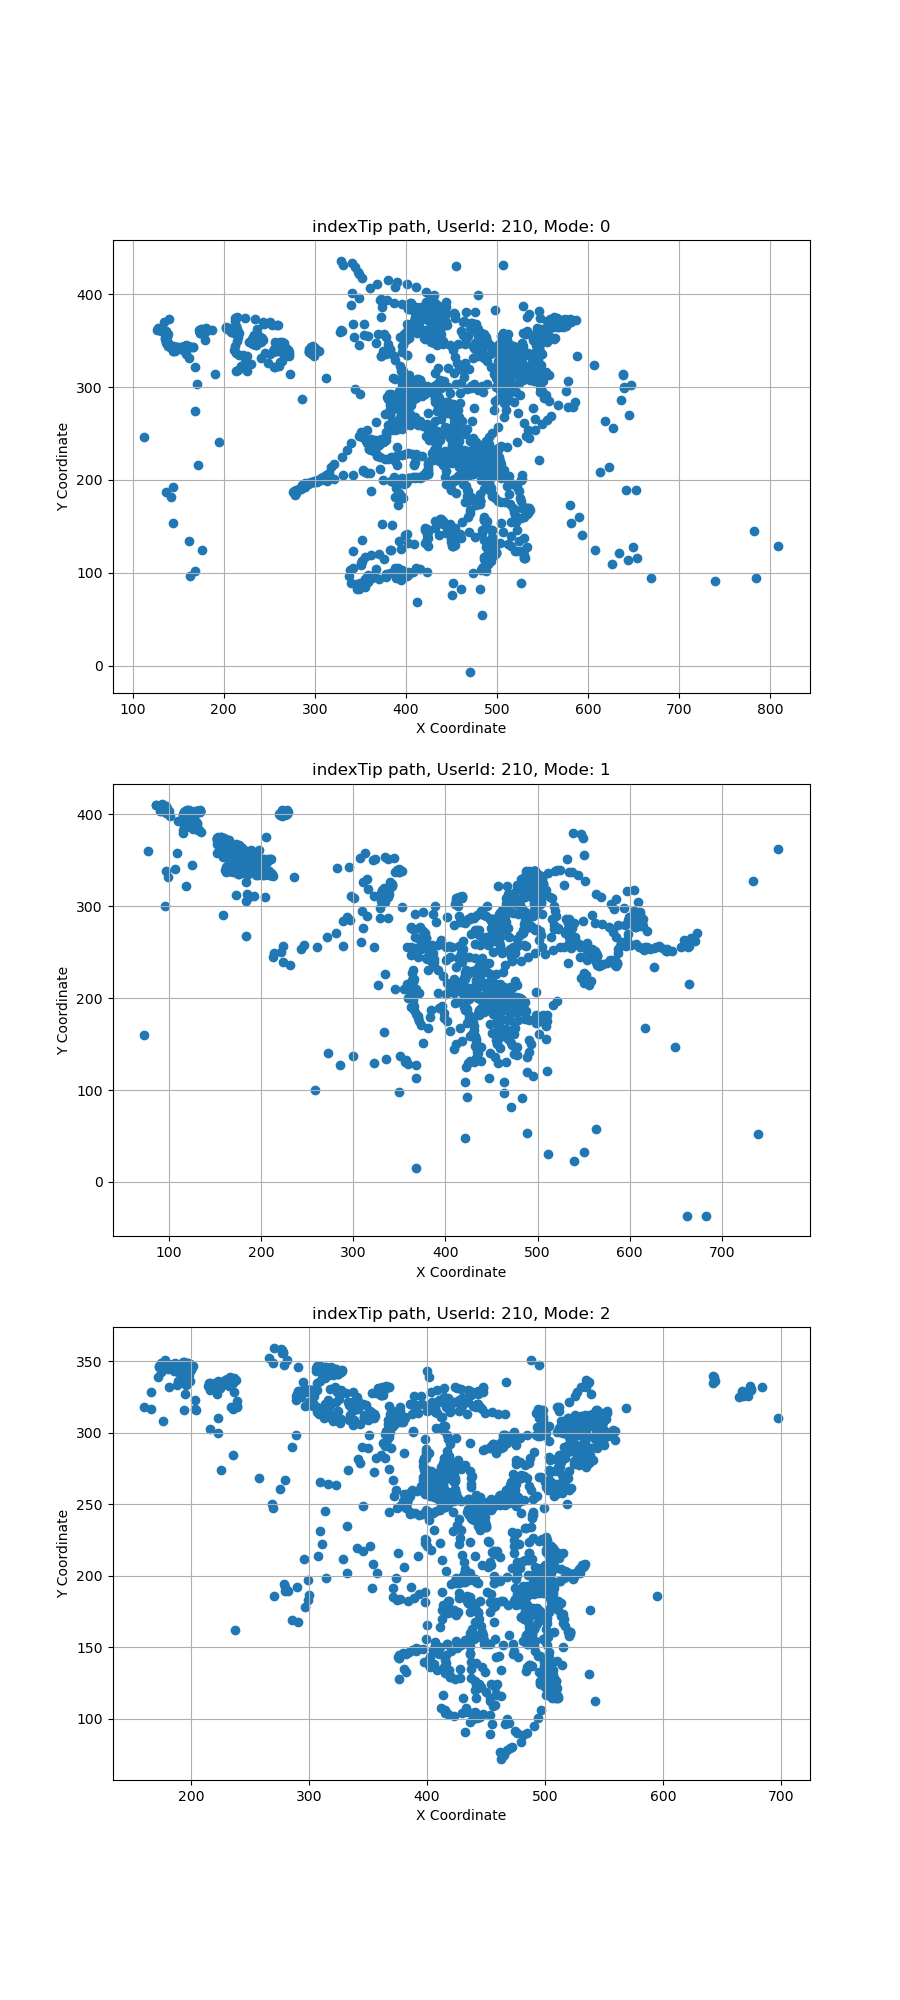 indexTip path, UserId: 210, Mode: 0
400
300
200
100
0
Y Coordinate
100 200 300 400 500 600 700 800
X Coordinate
indexTip path, UserId: 210, Mode: 1
400
300
200
100
0
Y Coordinate
100 200 300 400 500 600 700
X Coordinate
indexTip path, UserId: 210, Mode: 2
350
300
250
200
150
100
Y Coordinate
200 300 400 500 600 700
X Coordinate